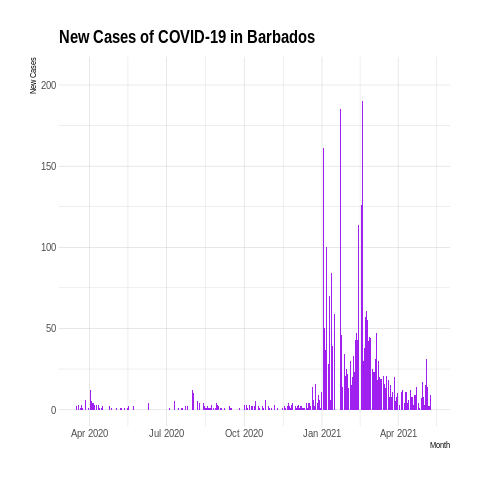 New Cases of COVID-19 in Barbados
New Cases
200
150
100
50
0
Apr 2020 Jul 2020 Oct 2020 Jan 2021 Apr 2021
Month